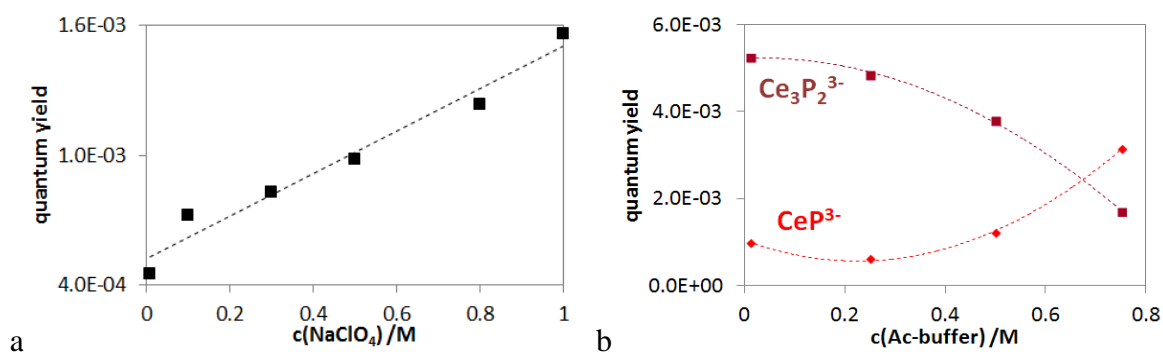 quantum yield
1.6E-03
1.0E-03
4.0E-04
0 0.2 0.4 0.6 0.8 1
c(NaClO₄) /M
a
quantum yield
6.0E-03
4.0E-03
2.0E-03
0.0E+00
Ce₃P₂³⁻
CeP³⁻
0 0.2 0.4 0.6 0.8
c(Ac-buffer) /M
b